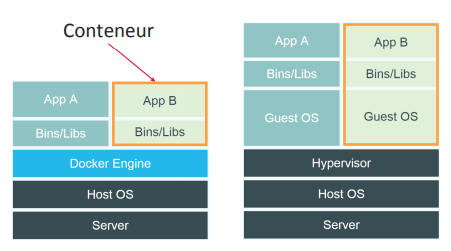 Conteneur
App A
App B
Bins/Libs
Bins/Libs
Docker Engine
Host OS
Server
App A
App B
Bins/Libs
Bins/Libs
Guest OS
Guest OS
Hypervisor
Host OS
Server